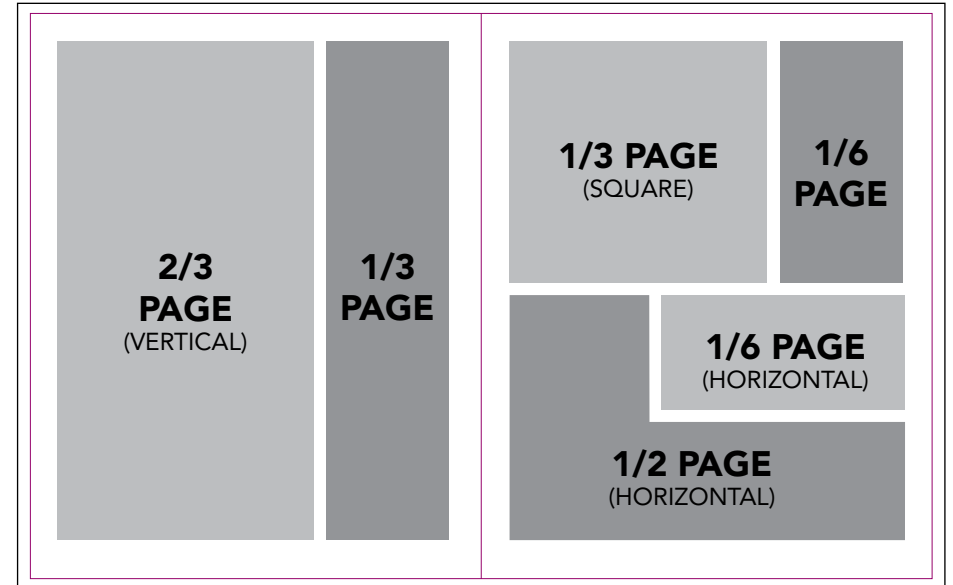 2/3
PAGE
(VERTICAL)
1/3
PAGE
1/3 PAGE
(SQUARE)
1/6
PAGE
1/6 PAGE
(HORIZONTAL)
1/2 PAGE
(HORIZONTAL)